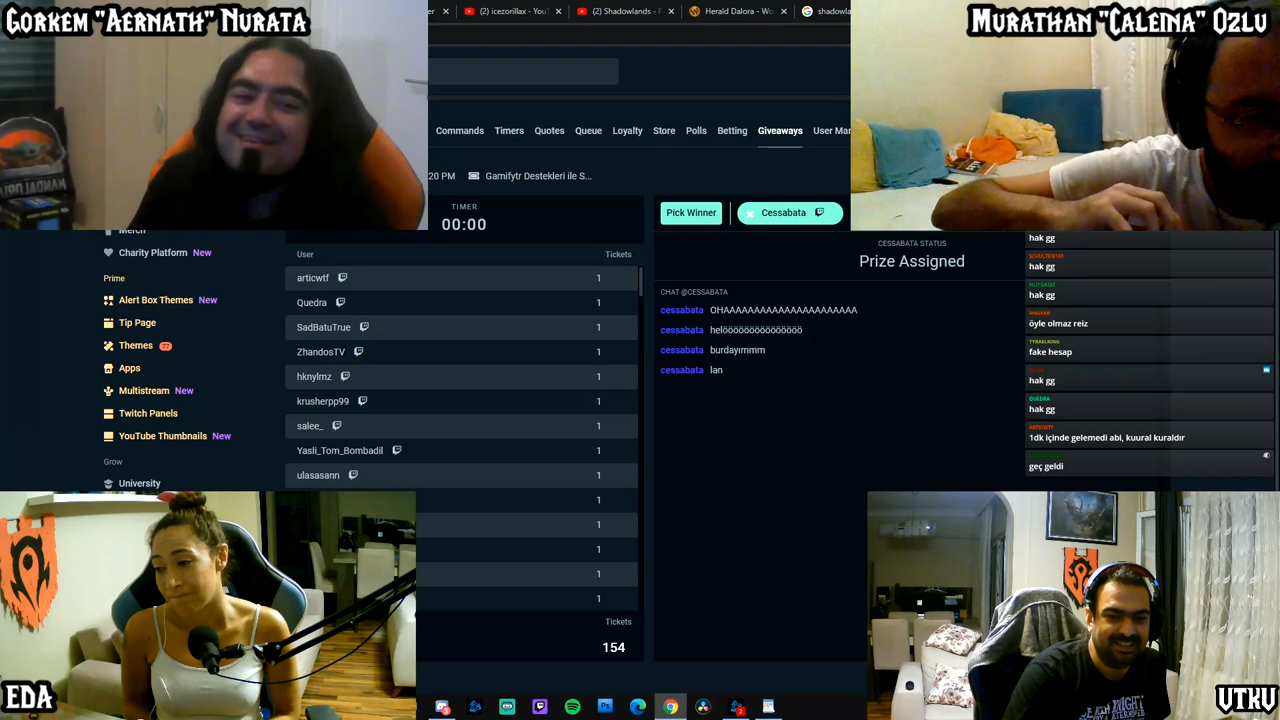 GORKEM "AERNATH" NURATA
MURATHAN "CALEINA" OZLU
(2) icezorillax - YouT
(2) Shadowlands - P
Herald Dalora - Wo
shadowla
Commands Timers Quotes Queue Loyalty Store Polls Betting Giveaways User Man
20 PM Gamifytr Destekleri ile S...
TIMER
00:00
User Tickets
articwtf 1
Quedra 1
SadBatuTrue 1
ZhandosTV 1
hknylmz 1
krusherpp99 1
salee_ 1
Yasli_Tom_Bombadil 1
ulasasann 1
1
1
1
1
1
Tickets
154
Merch
Charity Platform New
Prime
Alert Box Themes New
Tip Page
Themes 77
Apps
Multistream New
Twitch Panels
YouTube Thumbnails New
Grow
University
Pick Winner Cessabata
CESSABATA STATUS
Prize Assigned
CHAT @CESSABATA
cessabata OHAAAAAAAAAAAAAAAAAAAAAA
cessabata helöööööööööööööö
cessabata burdayımmm
cessabata lan
hak gg
hak gg
hak gg
öyle olmaz reiz
TYRAELKING
fake hesap
hak gg
QUEDRA
hak gg
ARTICWTF
1dk içinde gelemedi abi, kuural kuraldır
geç geldi
MANDALORIAN
EDA
UTKU